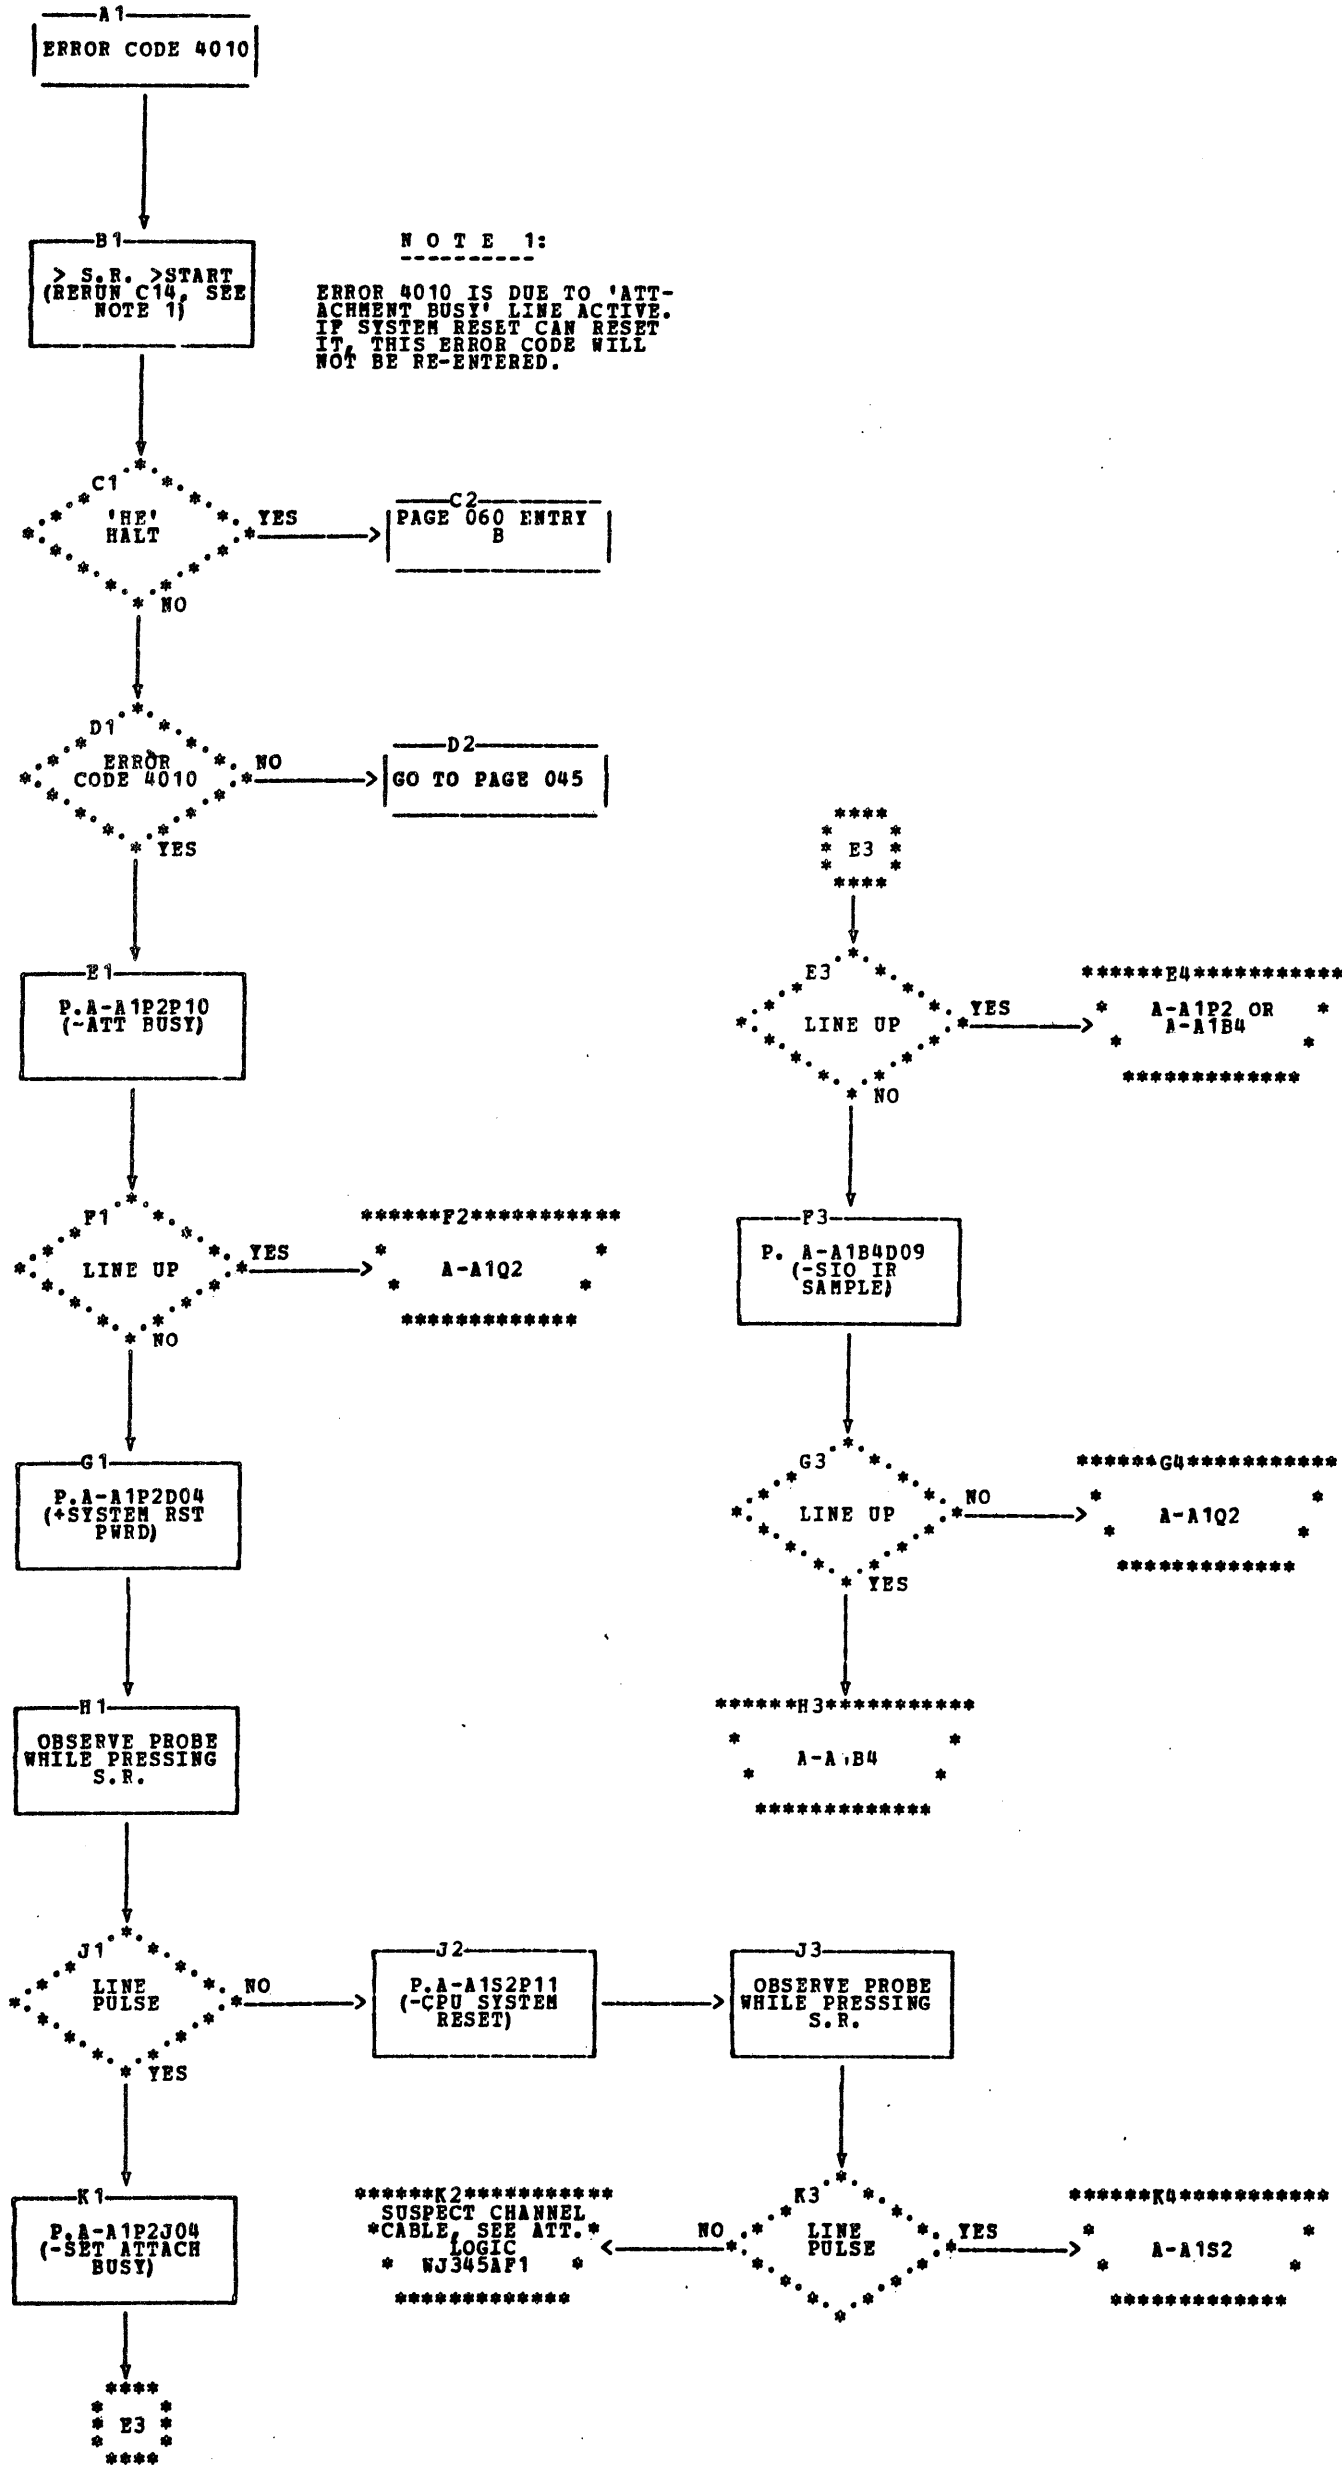 A1
ERROR CODE 4010
B1
> S.R. >START
(RERUN C14, SEE
NOTE 1)
N O T E 1:
----------
ERROR 4010 IS DUE TO 'ATT-
ACHMENT BUSY' LINE ACTIVE.
IF SYSTEM RESET CAN RESET
IT, THIS ERROR CODE WILL
NOT BE RE-ENTERED.
C1
'HE'
HALT
YES
NO
C2
PAGE 060 ENTRY
B
D1
ERROR
CODE 4010
NO
YES
D2
GO TO PAGE 045
E1
P.A-A1P2P10
(-ATT BUSY)
F1
LINE UP
YES
NO
F2
A-A1Q2
G1
P.A-A1P2D04
(+SYSTEM RST
PWRD)
H1
OBSERVE PROBE
WHILE PRESSING
S.R.
J1
LINE
PULSE
NO
YES
J2
P.A-A1S2P11
(-CPU SYSTEM
RESET)
J3
OBSERVE PROBE
WHILE PRESSING
S.R.
K1
P.A-A1P2J04
(-SET ATTACH
BUSY)
E3
K2
SUSPECT CHANNEL
CABLE, SEE ATT.
LOGIC
WJ345AF1
K3
LINE
PULSE
NO
YES
K4
A-A1S2
E3
E3
LINE UP
YES
NO
E4
A-A1P2 OR
A-A1B4
F3
P. A-A1B4D09
(-SIO IR
SAMPLE)
G3
LINE UP
NO
YES
G4
A-A1Q2
H3
A-A1B4